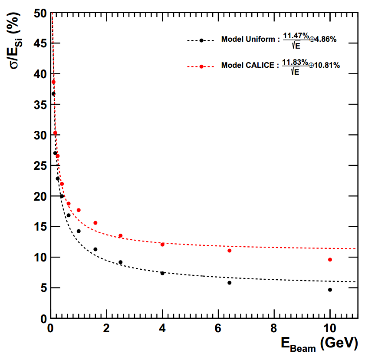 σ/E_Si (%)
50
45
40
35
30
25
20
15
10
5
0
Model Uniform : 11.47%/√E ⊕4.86%
Model CALICE : 11.83%/√E ⊕10.81%
0 2 4 6 8 10
E_Beam (GeV)